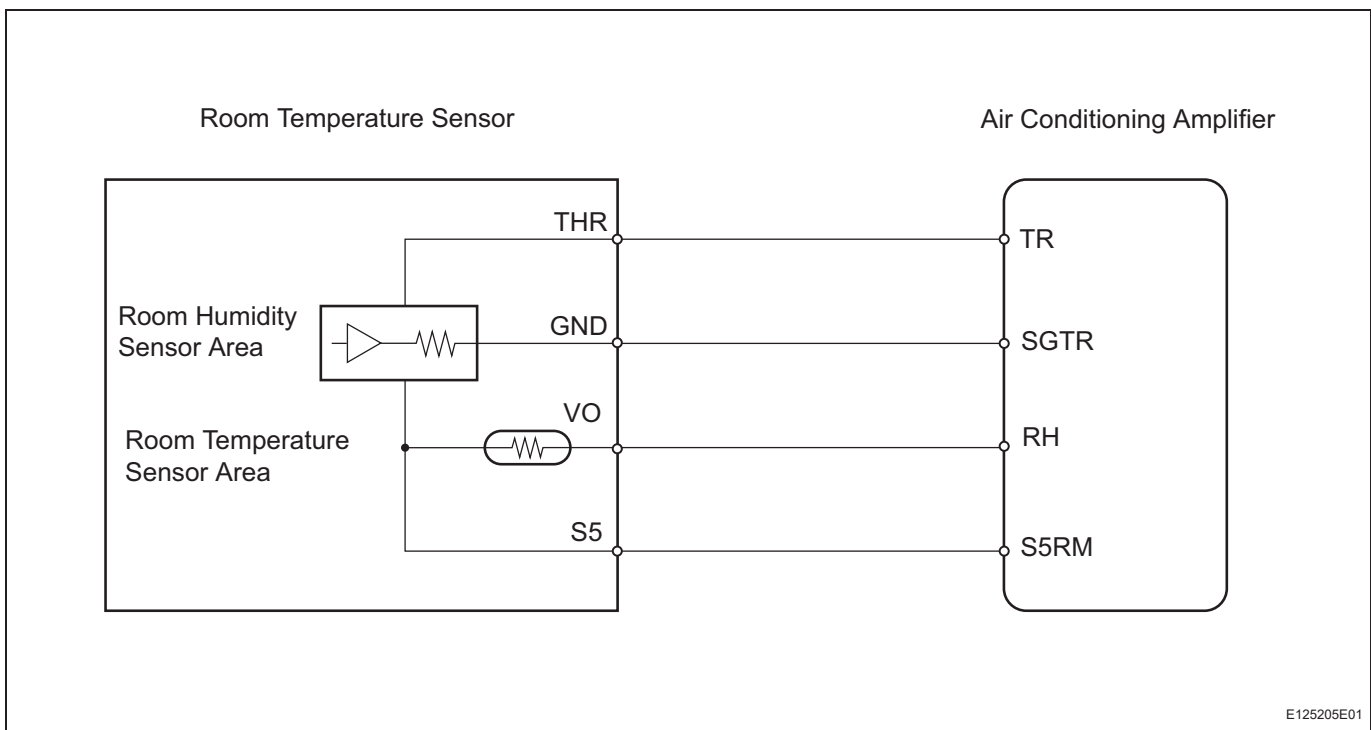 Room Temperature Sensor
Air Conditioning Amplifier
THR
TR
Room Humidity
Sensor Area
GND
SGTR
VO
RH
Room Temperature
Sensor Area
S5
S5RM
E125205E01